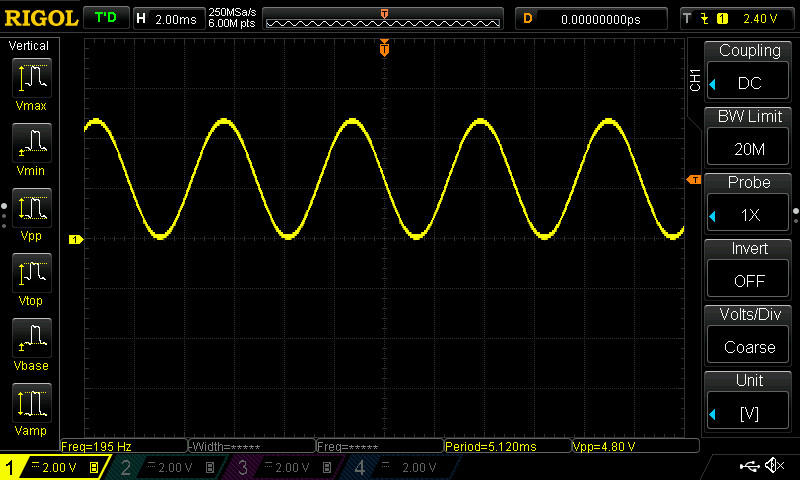 RIGOL T'D H 2.00ms 250MSa/s 6.00M pts T D 0.00000000ps T 1 2.40 V
Vertical
Vmax
Vmin
Vpp
Vtop
Vbase
Vamp
T
T
1
CH1
Coupling
DC
BW Limit
20M
Probe
1X
Invert
OFF
Volts/Div
Coarse
Unit
[V]
Freq=195 Hz -Width=***** Freq=***** Period=5.120ms Vpp=4.80 V
1 2.00 V B 2 2.00 V B 3 2.00 V B 4 2.00 V